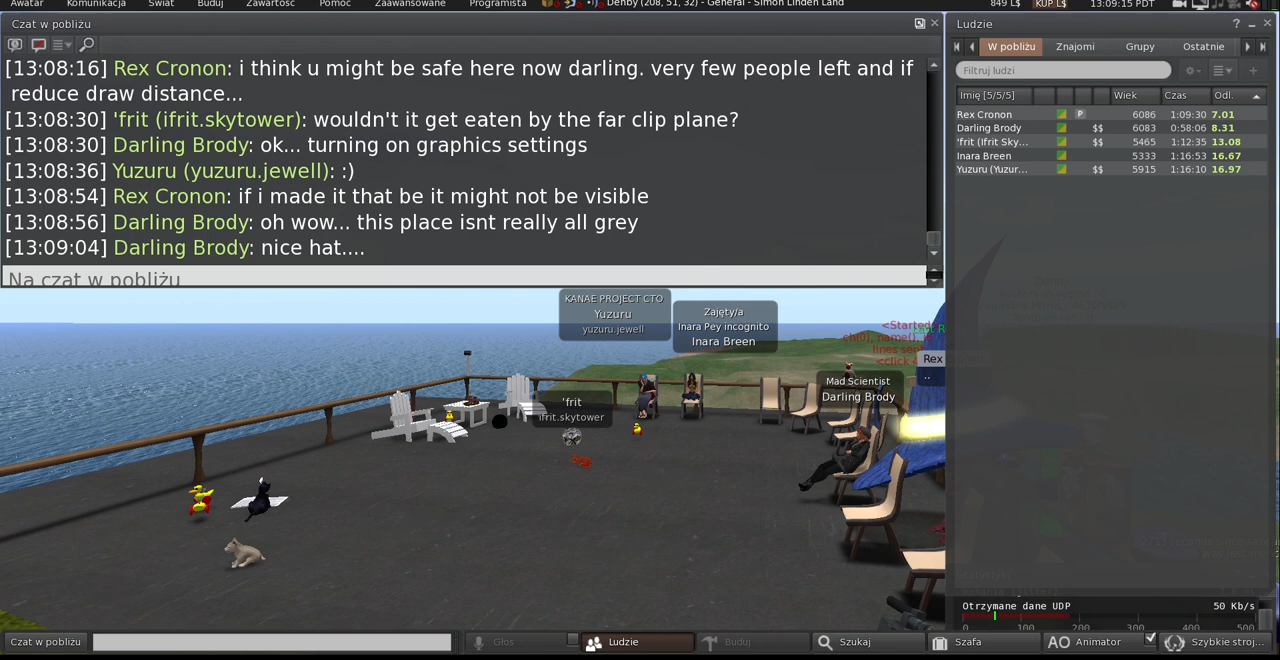 Awatar Komunikacja Świat Buduj Zawartość Pomoc Zaawansowane Programista Denby (208, 51, 32) - General - Simon Linden Land 849 L$ KUP L$ 13:09:15 PDT
Czat w pobliżu
[13:08:16] Rex Cronon: i think u might be safe here now darling. very few people left and if
reduce draw distance...
[13:08:30] 'frit (ifrit.skytower): wouldn't it get eaten by the far clip plane?
[13:08:30] Darling Brody: ok... turning on graphics settings
[13:08:36] Yuzuru (yuzuru.jewell): :)
[13:08:54] Rex Cronon: if i made it that be it might not be visible
[13:08:56] Darling Brody: oh wow... this place isnt really all grey
[13:09:04] Darling Brody: nice hat....
Na czat w pobliżu
Ludzie
W pobliżu Znajomi Grupy Ostatnie
Filtruj ludzi
Imię [5/5/5] Wiek Czas Odl.
Rex Cronon P 6086 1:09:30 7.01
Darling Brody $$ 6083 0:58:06 8.31
'frit (Ifrit Sky... $$ 5465 1:12:35 13.08
Inara Breen 5333 1:16:53 16.67
Yuzuru (Yuzur... $$ 5915 1:16:10 16.97
KANAE PROJECT CTO
Yuzuru
yuzuru.jewell
Zajęty/a
Inara Pey incognito
Inara Breen
<Started
ch[0], name(),
lines sent
<click
Rex
..
Mad Scientist
Darling Brody
'frit
ifrit.skytower
Otrzymane dane UDP 50 Kb/s
0 100 200 300 400 500
Czat w pobliżu Głos Ludzie Buduj Szukaj Szafa AO Animator Szybkie stroj...